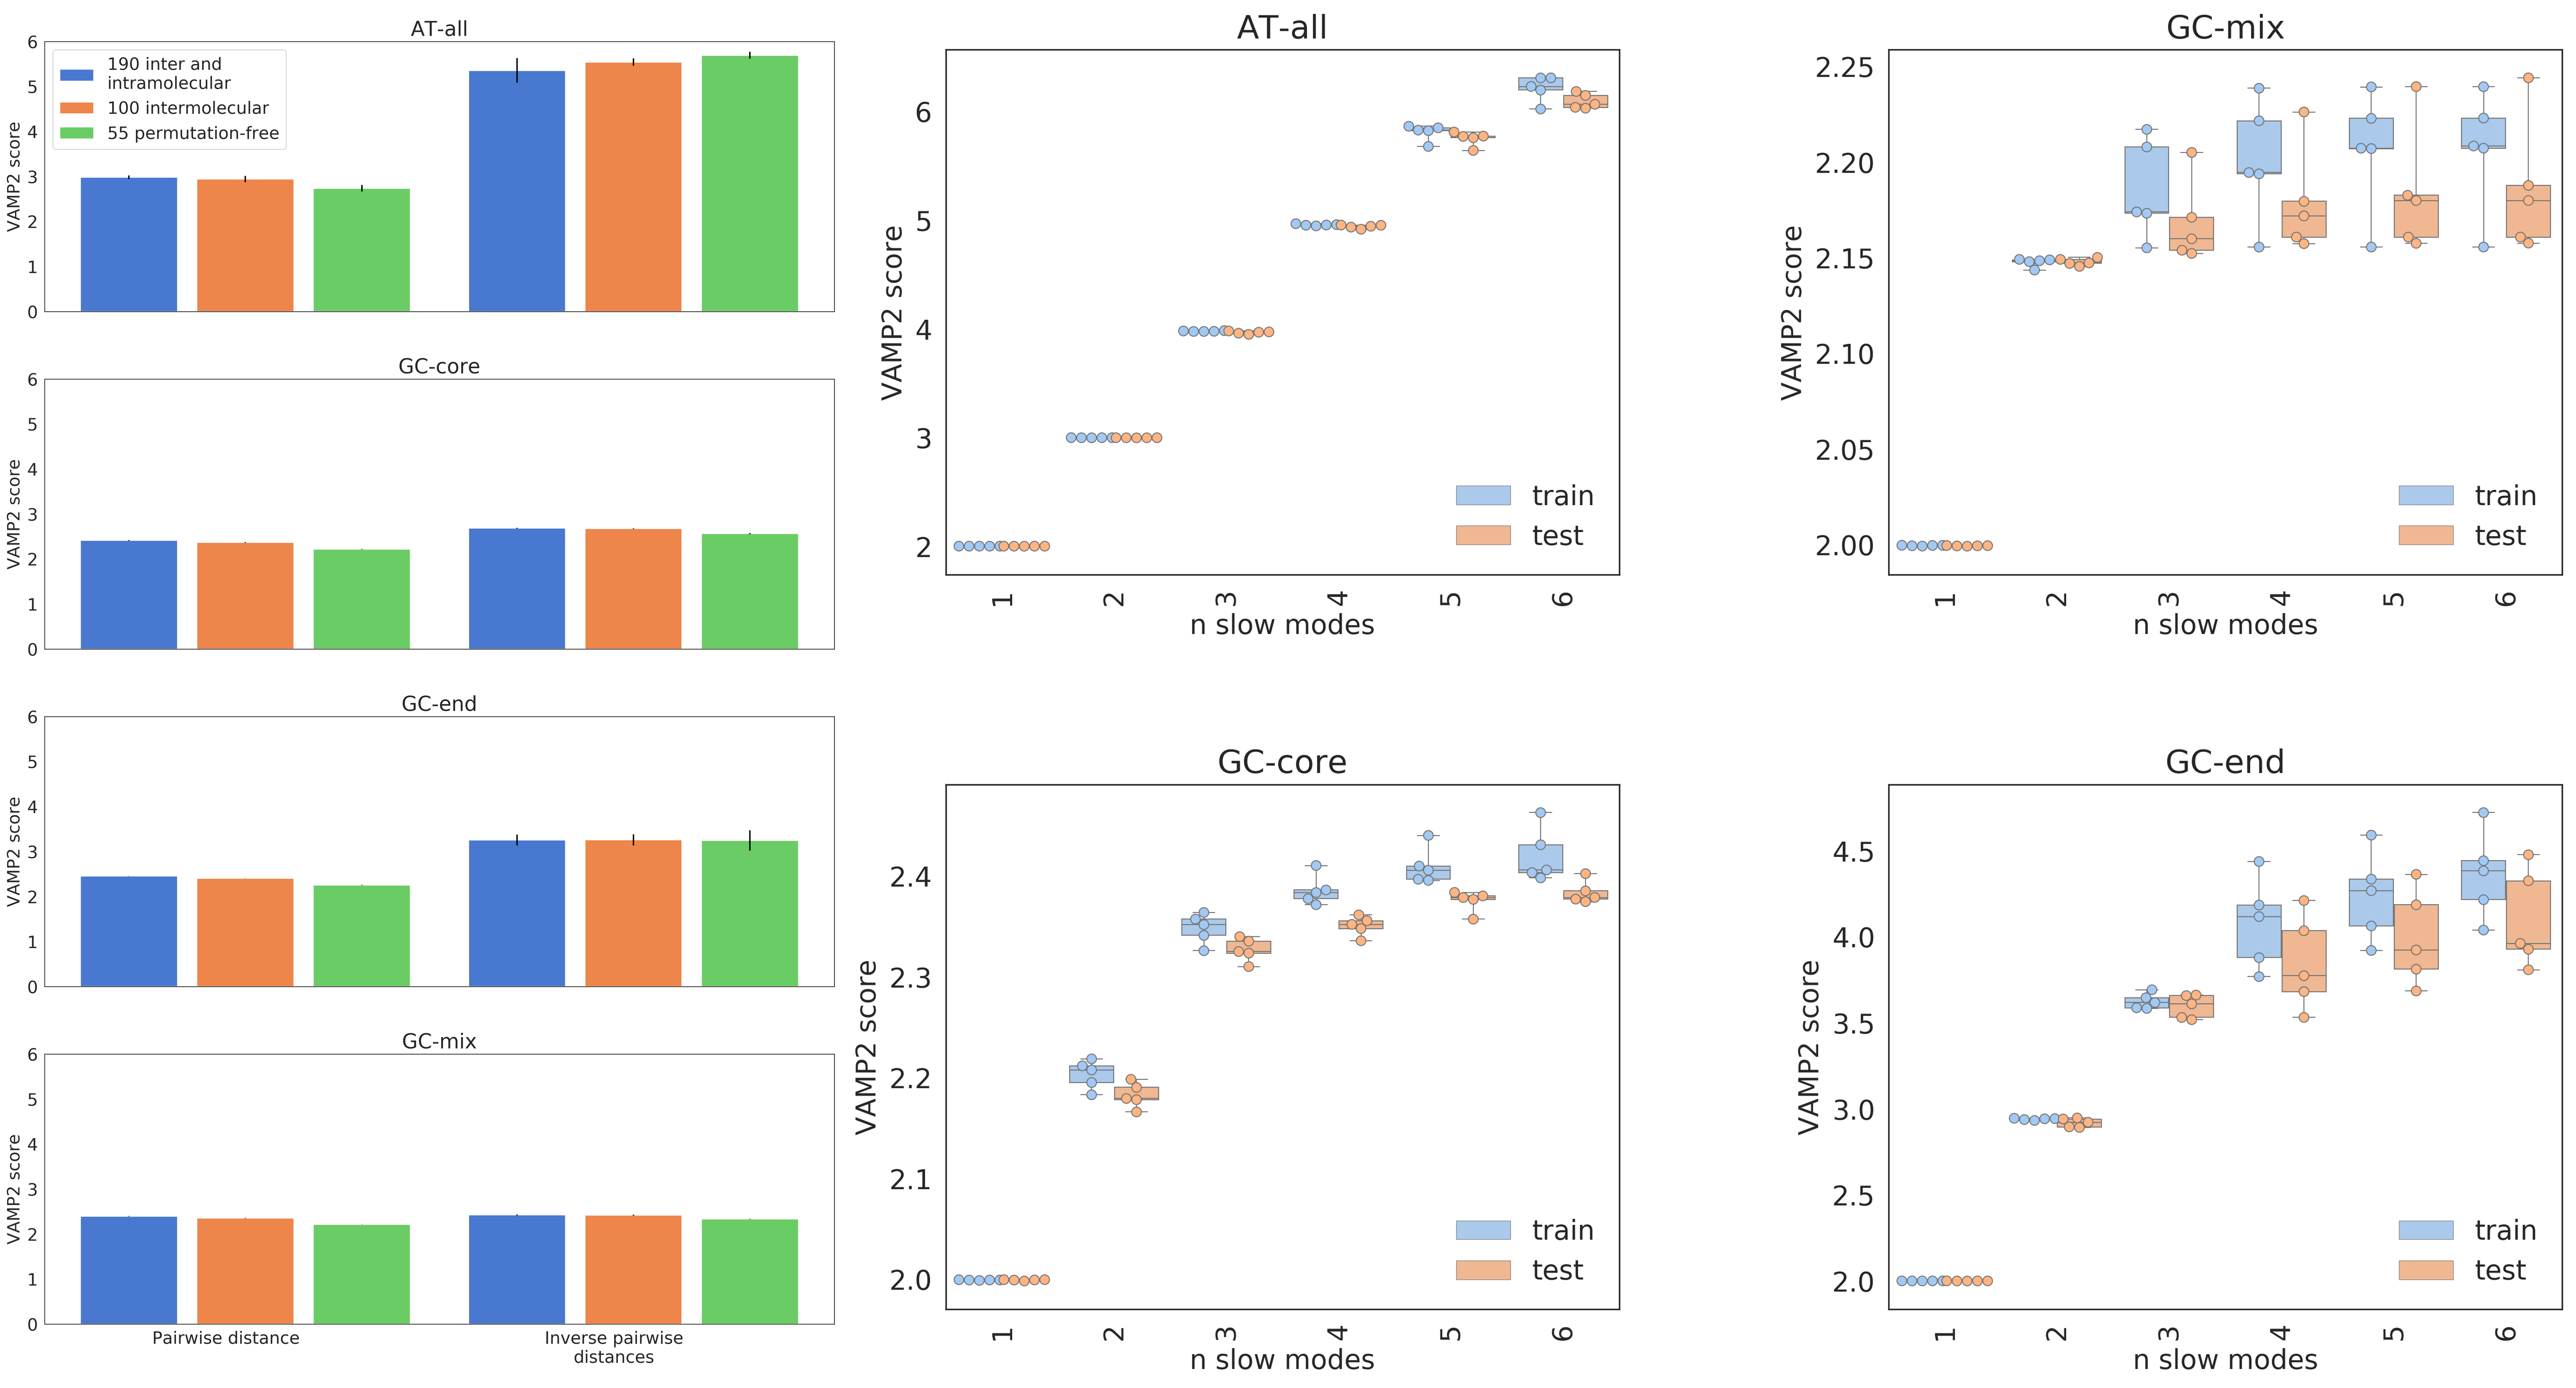 AT-all
6
5
4
3
2
1
0
VAMP2 score
190 inter and
intramolecular
100 intermolecular
55 permutation-free
GC-core
6
5
4
3
2
1
0
VAMP2 score
GC-end
6
5
4
3
2
1
0
VAMP2 score
GC-mix
6
5
4
3
2
1
0
VAMP2 score
Pairwise distance
Inverse pairwise
distances
AT-all
6
5
4
3
2
VAMP2 score
train
test
1 2 3 4 5 6
n slow modes
GC-mix
2.25
2.20
2.15
2.10
2.05
2.00
VAMP2 score
train
test
1 2 3 4 5 6
n slow modes
GC-core
2.4
2.3
2.2
2.1
2.0
VAMP2 score
train
test
1 2 3 4 5 6
n slow modes
GC-end
4.5
4.0
3.5
3.0
2.5
2.0
VAMP2 score
train
test
1 2 3 4 5 6
n slow modes